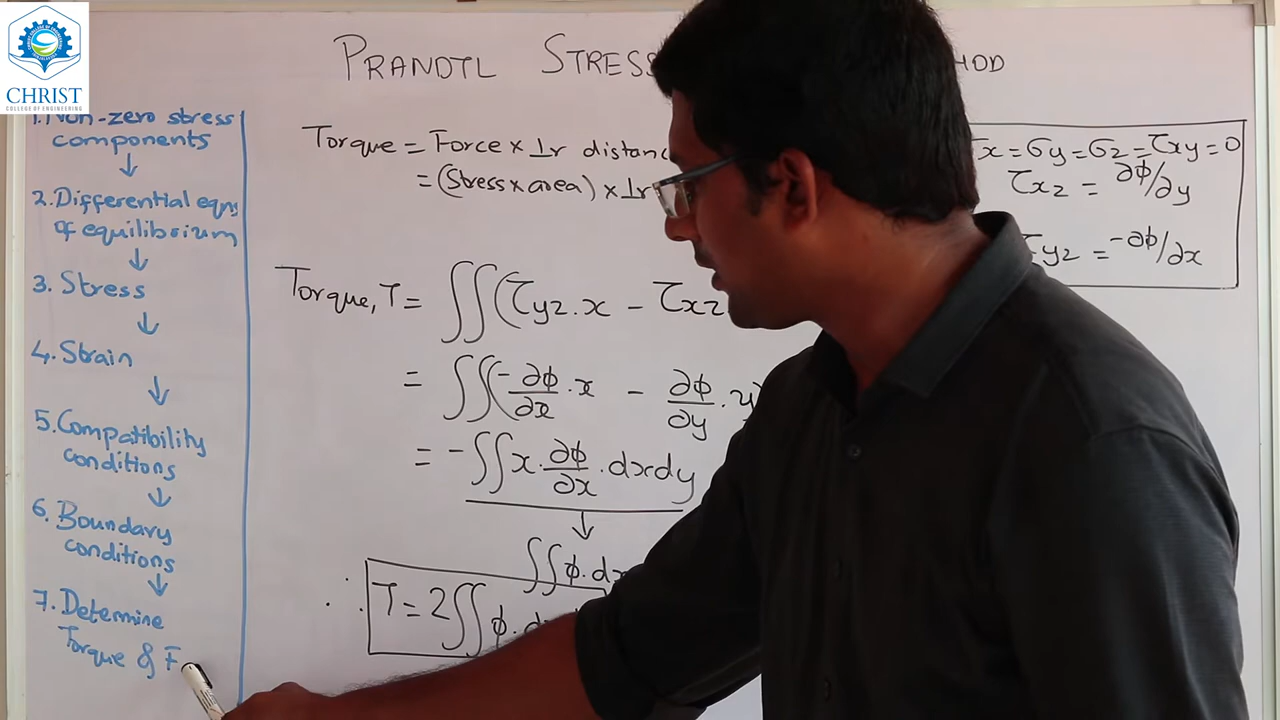 CHRIST
COLLEGE OF ENGINEERING
PRANDTL STRESS
1. Non-zero stress
components
↓
2. Differential eqns
of equilibrium
↓
3. Stress
↓
4. Strain
↓
5. Compatibility
conditions
↓
6. Boundary
conditions
↓
7. Determine
Torque & F
Torque = Force × ⊥r distanc
= (Stress × area) × ⊥r
Torque, T = ∬(τyz.x − τxz
= ∬(-∂ϕ/∂x .x − ∂ϕ/∂y .y
= -∬x.∂ϕ/∂x .dxdy
↓
∬ϕ.dx
∴ T = 2∬ϕ.d
x = σy = σz = τxy = 0
τxz = ∂ϕ/∂y
τyz = -∂ϕ/∂x